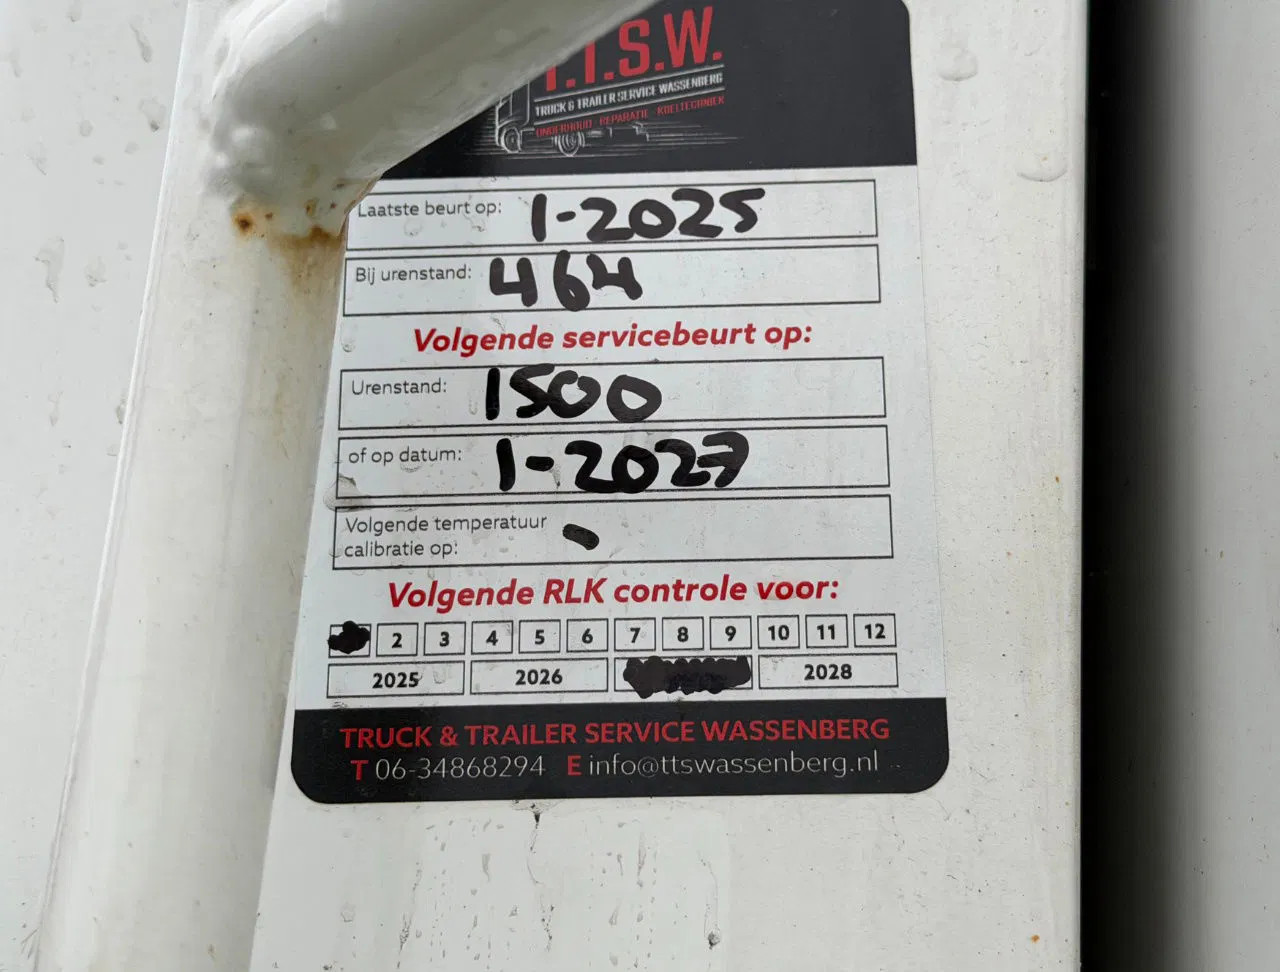 T.T.S.W.
TRUCK & TRAILER SERVICE WASSENBERG
ONDERHOUD · REPARATIE · KOELTECHNIEK
Laatste beurt op: 1-2025
Bij urenstand: 464
Volgende servicebeurt op:
Urenstand: 1500
of op datum: 1-2027
Volgende temperatuur
calibratie op: -
Volgende RLK controle voor:
2 3 4 5 6 7 8 9 10 11 12
2025 2026 2028
TRUCK & TRAILER SERVICE WASSENBERG
T 06-34868294 E info@ttswassenberg.nl